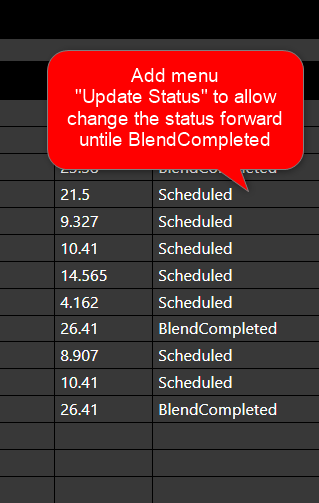 Add menu
"Update Status" to allow
change the status forward
untile BlendCompleted
21.5 Scheduled
9.327 Scheduled
10.41 Scheduled
14.565 Scheduled
4.162 Scheduled
26.41 BlendCompleted
8.907 Scheduled
10.41 Scheduled
26.41 BlendCompleted